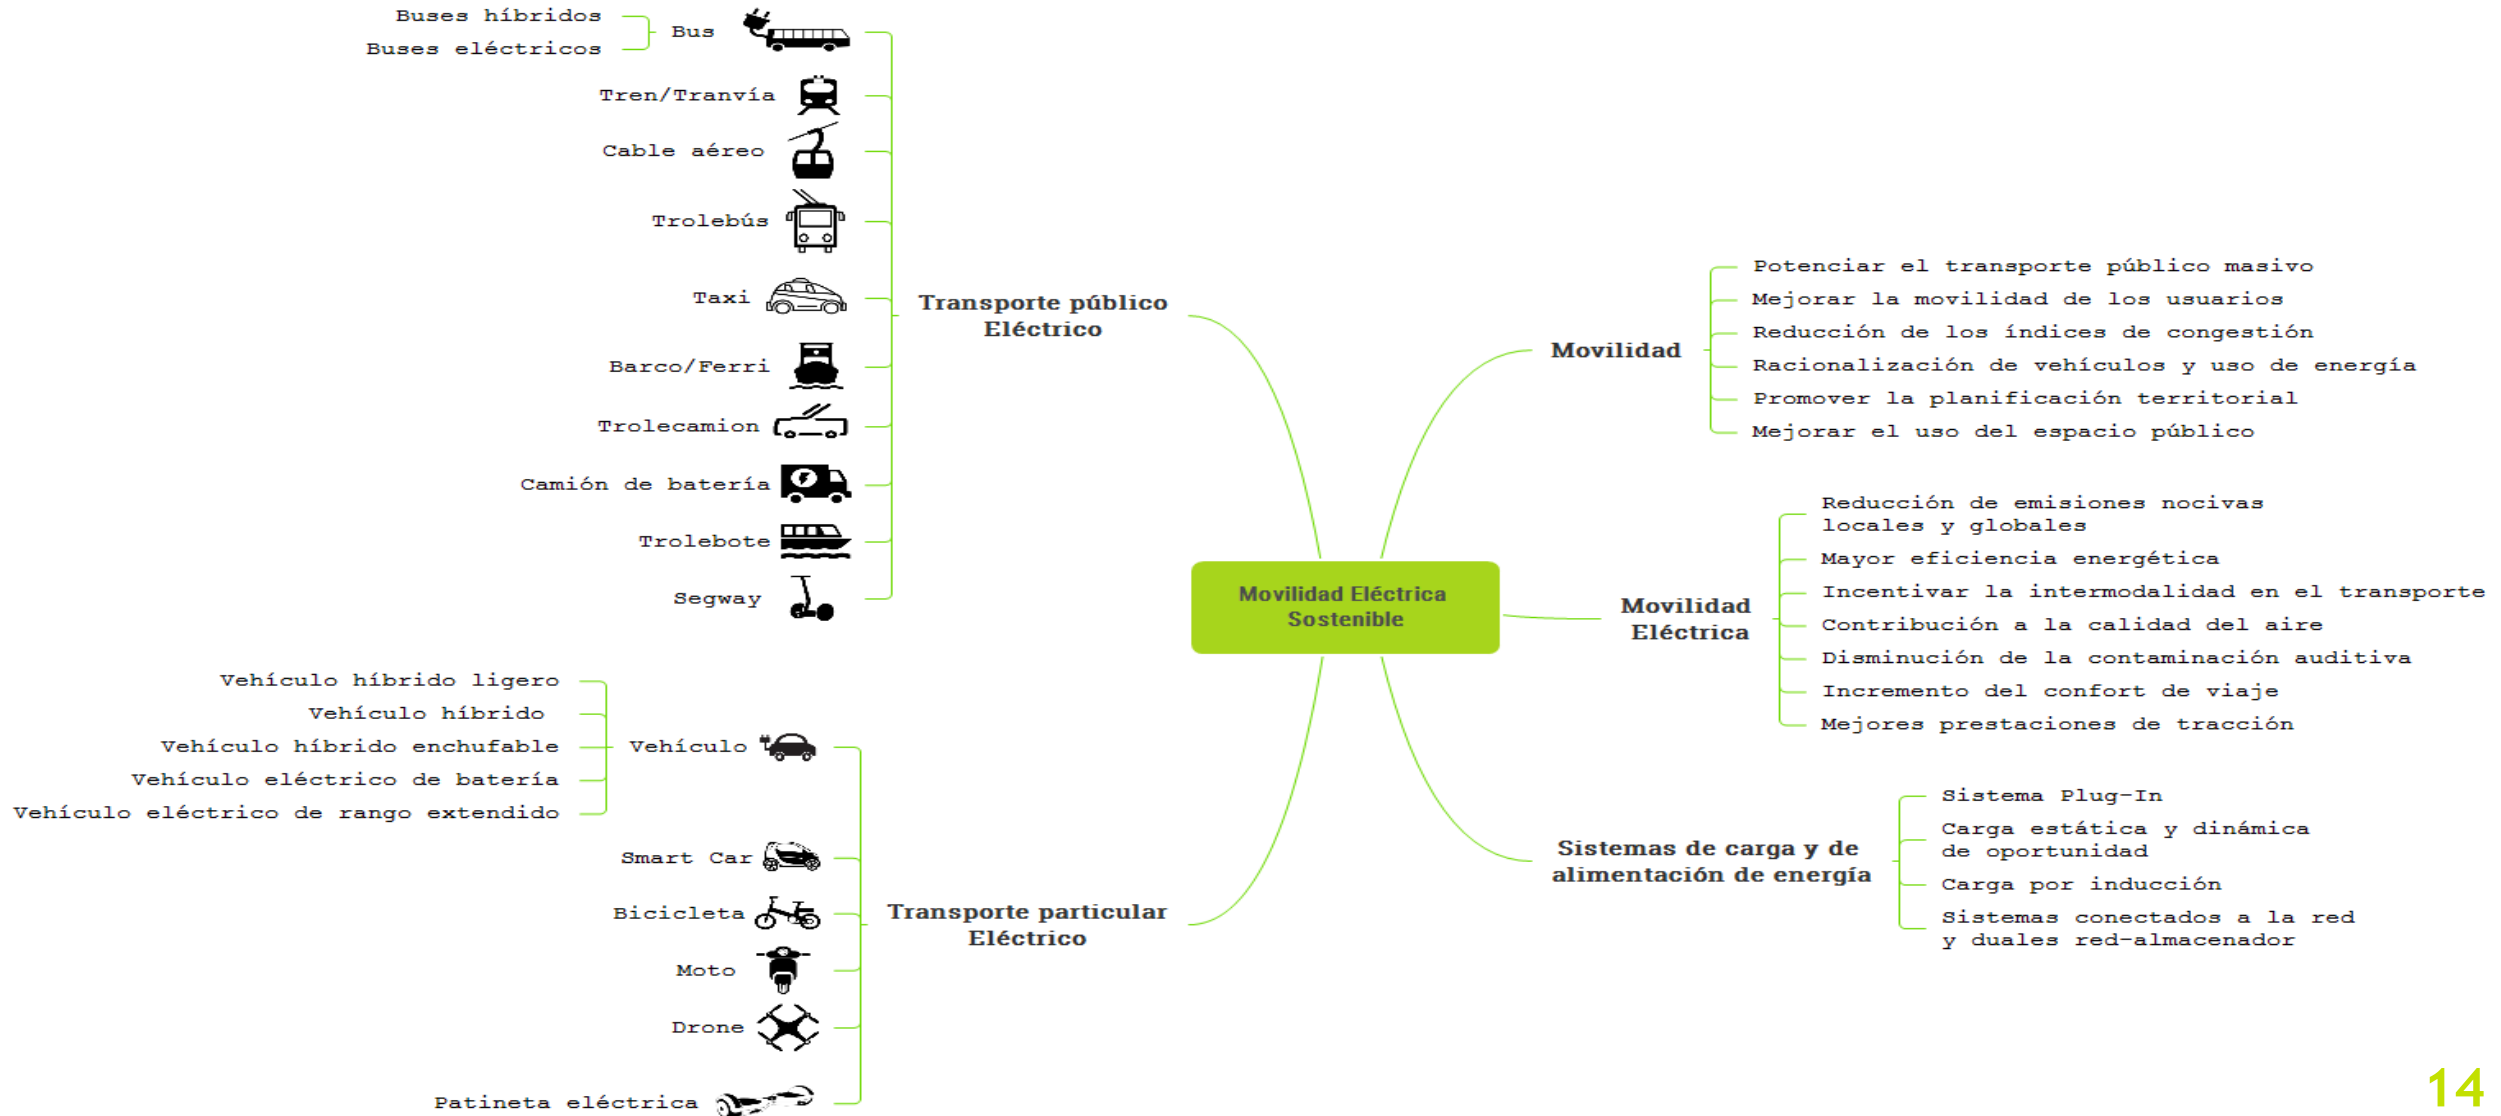 Buses híbridos
Buses eléctricos
Bus
Tren/Tranvía
Cable aéreo
Trolebús
Taxi
Barco/Ferri
Trolecamion
Camión de batería
Trolebote
Segway
Transporte público
Eléctrico
Vehículo híbrido ligero
Vehículo híbrido
Vehículo híbrido enchufable
Vehículo eléctrico de batería
Vehículo eléctrico de rango extendido
Vehículo
Smart Car
Bicicleta
Moto
Drone
Patineta eléctrica
Transporte particular
Eléctrico
Movilidad Eléctrica
Sostenible
Movilidad
Potenciar el transporte público masivo
Mejorar la movilidad de los usuarios
Reducción de los índices de congestión
Racionalización de vehículos y uso de energía
Promover la planificación territorial
Mejorar el uso del espacio público
Movilidad
Eléctrica
Reducción de emisiones nocivas
locales y globales
Mayor eficiencia energética
Incentivar la intermodalidad en el transporte
Contribución a la calidad del aire
Disminución de la contaminación auditiva
Incremento del confort de viaje
Mejores prestaciones de tracción
Sistemas de carga y de
alimentación de energía
Sistema Plug-In
Carga estática y dinámica
de oportunidad
Carga por inducción
Sistemas conectados a la red
y duales red-almacenador
14